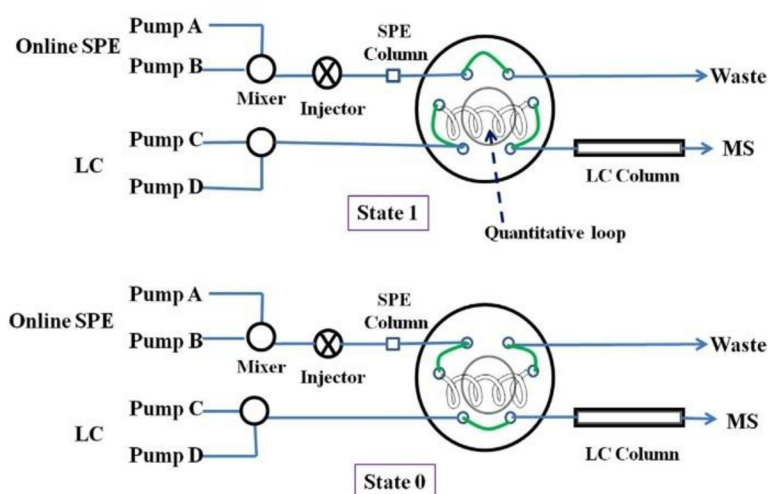 Pump A
Online SPE
SPE
Column
Pump B
Waste
Mixer
Injector
Pump C
MS
LC
LC Column
Pump D
State 1
Quantitative loop
Pump A
SPE
Column
Online SPE
Pump B
Waste
Mixer
Injector
Pump C
MS
LC
LC Column
Pump D
State 0